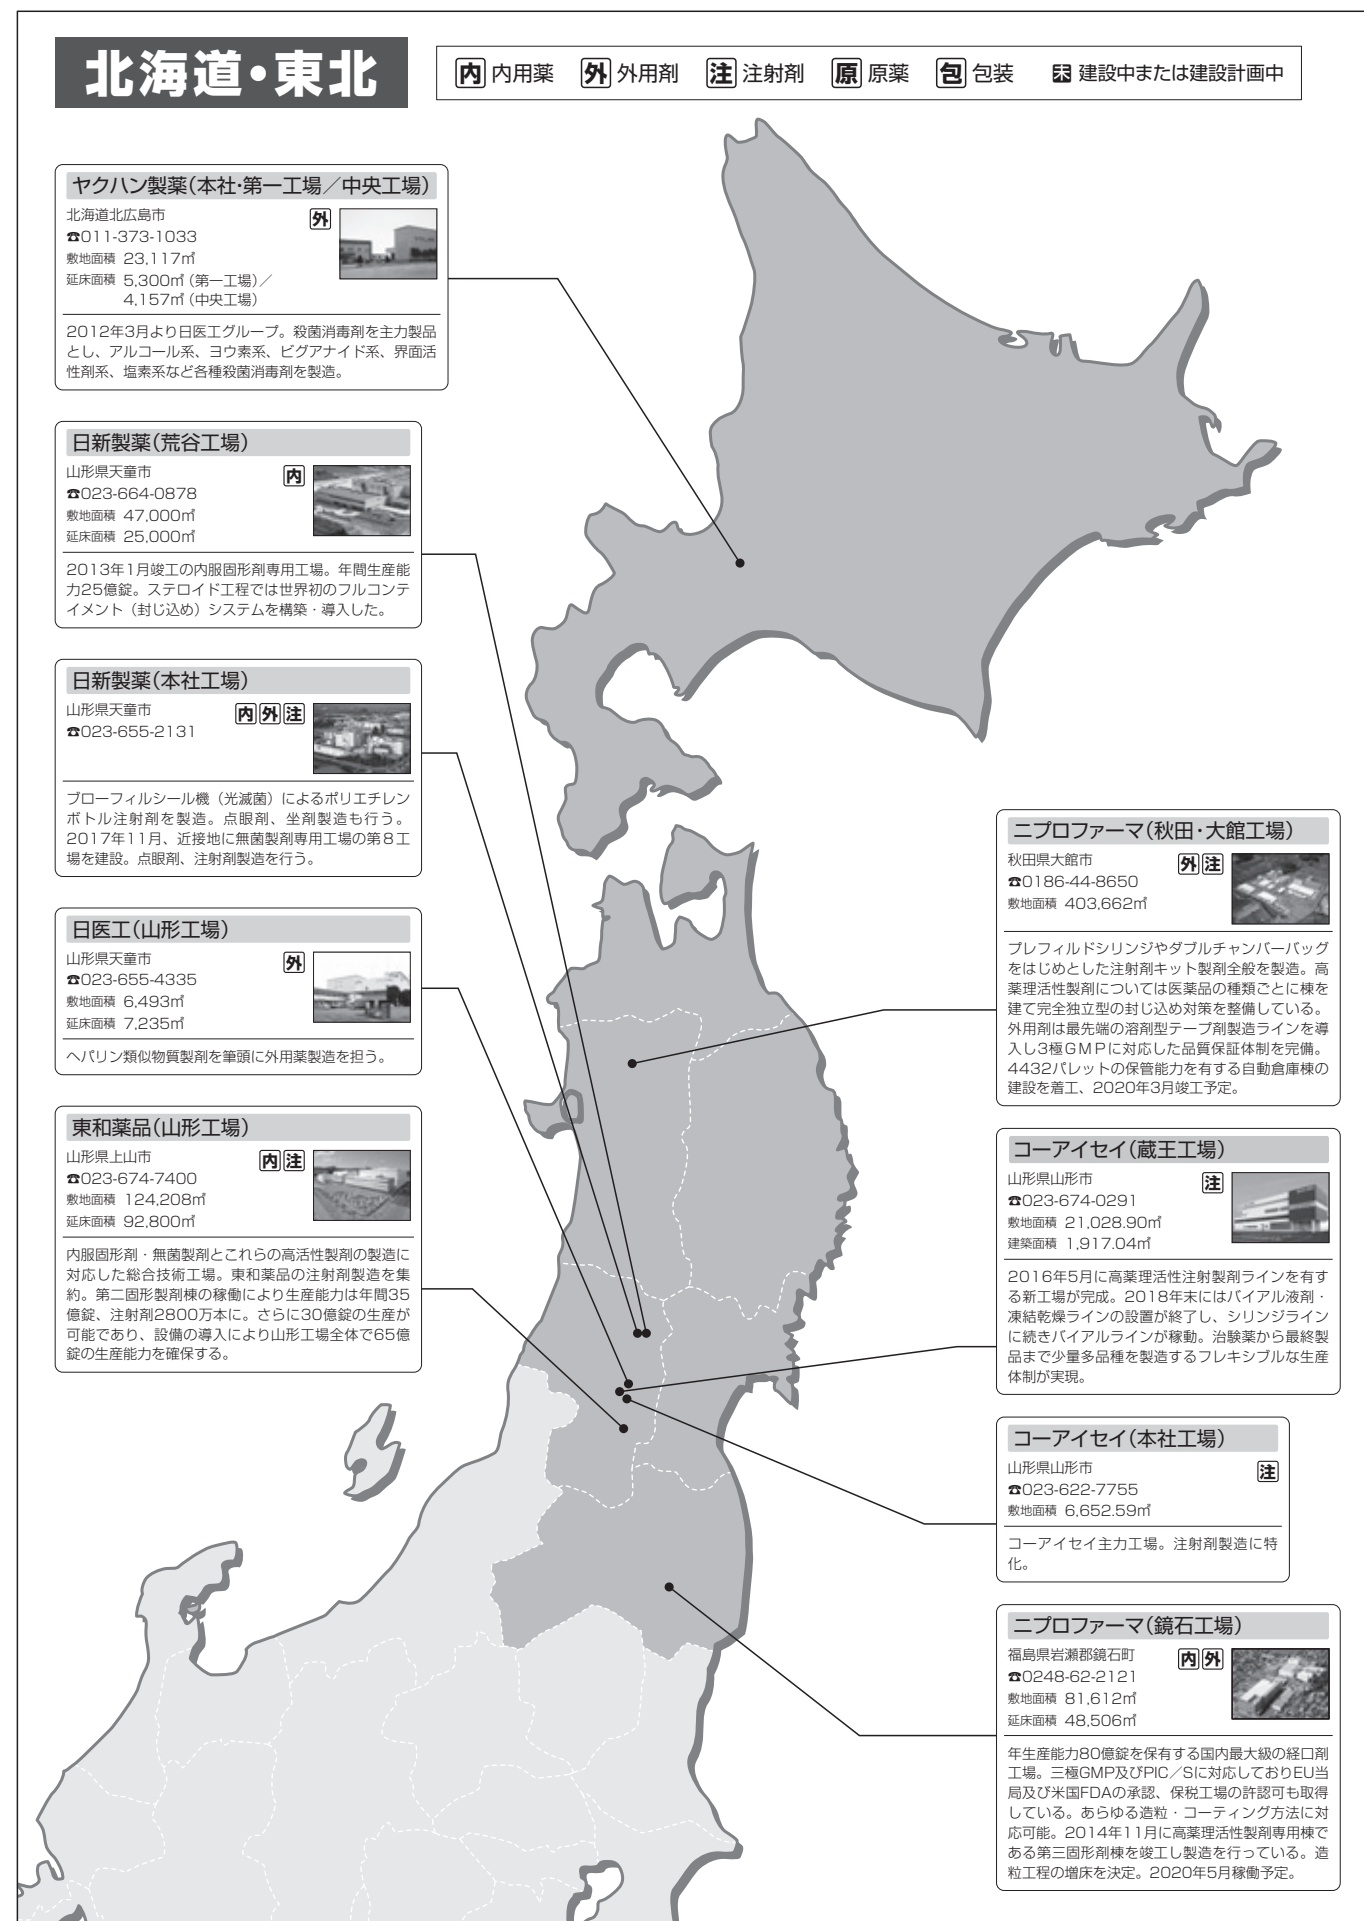 北海道・東北
内 内用薬 外 外用剤 注 注射剤 原 原薬 包 包装 未 建設中または建設計画中
ヤクハン製薬(本社・第一工場／中央工場)
北海道北広島市 外
☎011-373-1033
敷地面積 23,117㎡
延床面積 5,300㎡(第一工場)／
4,157㎡(中央工場)
2012年3月より日医工グループ。殺菌消毒剤を主力製品
とし、アルコール系、ヨウ素系、ビグアナイド系、界面活
性剤系、塩素系など各種殺菌消毒剤を製造。
日新製薬(荒谷工場)
山形県天童市 内
☎023-664-0878
敷地面積 47,000㎡
延床面積 25,000㎡
2013年1月竣工の内服固形剤専用工場。年間生産能
力25億錠。ステロイド工程では世界初のフルコンテ
イメント（封じ込め）システムを構築・導入した。
日新製薬(本社工場)
山形県天童市 内 外 注
☎023-655-2131
ブローフィルシール機（光滅菌）によるポリエチレン
ボトル注射剤を製造。点眼剤、坐剤製造も行う。
2017年11月、近接地に無菌製剤専用工場の第8工
場を建設。点眼剤、注射剤製造を行う。
日医工(山形工場)
山形県天童市 外
☎023-655-4335
敷地面積 6,493㎡
延床面積 7,235㎡
ヘパリン類似物質製剤を筆頭に外用薬製造を担う。
東和薬品(山形工場)
山形県上山市 内 注
☎023-674-7400
敷地面積 124,208㎡
延床面積 92,800㎡
内服固形剤・無菌製剤とこれらの高活性製剤の製造に
対応した総合技術工場。東和薬品の注射剤製造を集
約。第二固形製剤棟の稼働により生産能力は年間35
億錠、注射剤2800万本に。さらに30億錠の生産が
可能であり、設備の導入により山形工場全体で65億
錠の生産能力を確保する。
ニプロファーマ(秋田・大館工場)
秋田県大館市 外 注
☎0186-44-8650
敷地面積 403,662㎡
プレフィルドシリンジやダブルチャンバーバッグ
をはじめとした注射剤キット製剤全般を製造。高
薬理活性製剤については医薬品の種類ごとに棟を
建て完全独立型の封じ込め対策を整備している。
外用剤は最先端の溶剤型テープ剤製造ラインを導
入し3極GMPに対応した品質保証体制を完備。
4432パレットの保管能力を有する自動倉庫棟の
建設を着工、2020年3月竣工予定。
コーアイセイ(蔵王工場)
山形県山形市 注
☎023-674-0291
敷地面積 21,028.90㎡
建築面積 1,917.04㎡
2016年5月に高薬理活性注射製剤ラインを有す
る新工場が完成。2018年末にはバイアル液剤・
凍結乾燥ラインの設置が終了し、シリンジライン
に続きバイアルラインが稼動。治験薬から最終製
品まで少量多品種を製造するフレキシブルな生産
体制が実現。
コーアイセイ(本社工場)
山形県山形市 注
☎023-622-7755
敷地面積 6,652.59㎡
コーアイセイ主力工場。注射剤製造に特
化。
ニプロファーマ(鏡石工場)
福島県岩瀬郡鏡石町 内 外
☎0248-62-2121
敷地面積 81,612㎡
延床面積 48,506㎡
年生産能力80億錠を保有する国内最大級の経口剤
工場。三極GMP及びPIC／Sに対応しておりEU当
局及び米国FDAの承認、保税工場の許認可も取得
している。あらゆる造粒・コーティング方法に対
応可能。2014年11月に高薬理活性製剤専用棟で
ある第三固形剤棟を竣工し製造を行っている。造
粒工程の増床を決定。2020年5月稼働予定。